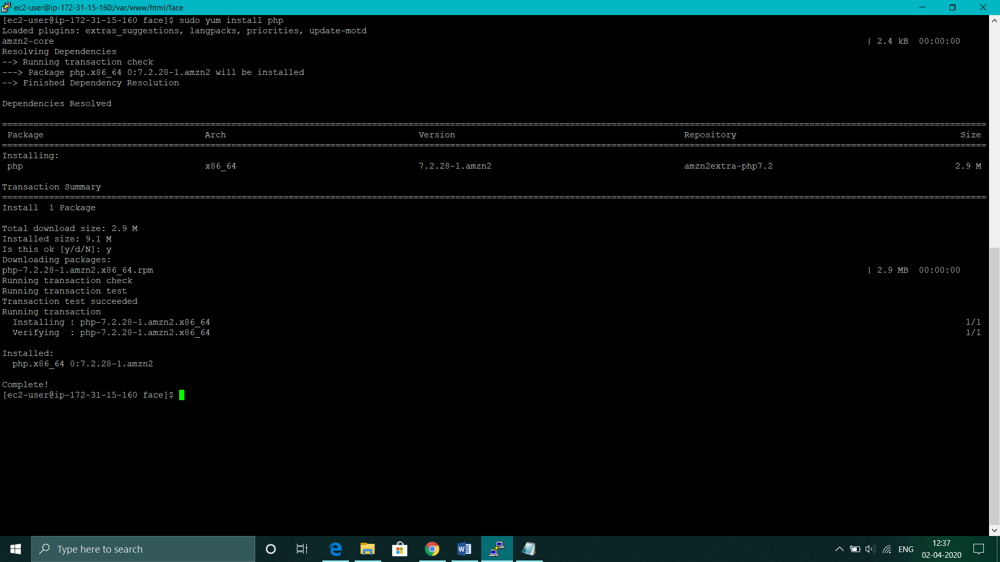 ec2-user@ip-172-31-15-160:/var/www/html/face
[ec2-user@ip-172-31-15-160 face]$ sudo yum install php
Loaded plugins: extras_suggestions, langpacks, priorities, update-motd
amzn2-core | 2.4 kB 00:00:00
Resolving Dependencies
--> Running transaction check
---> Package php.x86_64 0:7.2.28-1.amzn2 will be installed
--> Finished Dependency Resolution
Dependencies Resolved
================================================================================
Package Arch Version Repository Size
================================================================================
Installing:
php x86_64 7.2.28-1.amzn2 amzn2extra-php7.2 2.9 M
Transaction Summary
================================================================================
Install 1 Package
Total download size: 2.9 M
Installed size: 9.1 M
Is this ok [y/d/N]: y
Downloading packages:
php-7.2.28-1.amzn2.x86_64.rpm | 2.9 MB 00:00:00
Running transaction check
Running transaction test
Transaction test succeeded
Running transaction
Installing : php-7.2.28-1.amzn2.x86_64 1/1
Verifying : php-7.2.28-1.amzn2.x86_64 1/1
Installed:
php.x86_64 0:7.2.28-1.amzn2
Complete!
[ec2-user@ip-172-31-15-160 face]$
Type here to search
ENG
12:37
02-04-2020